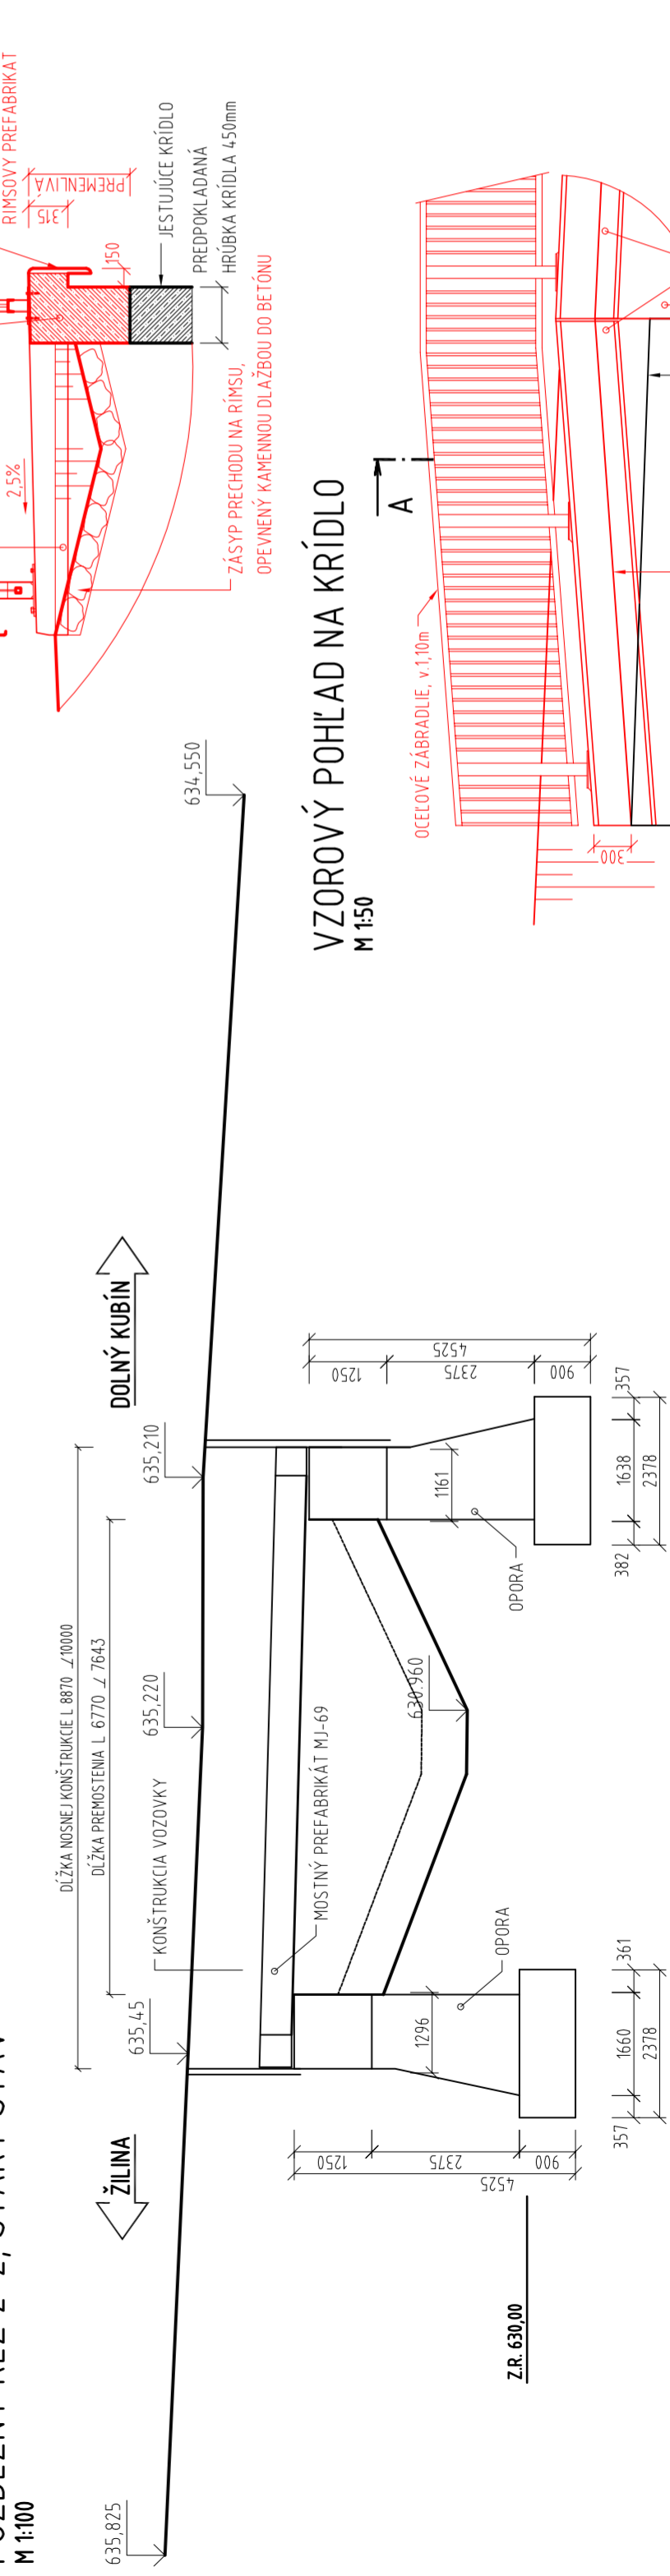 M 1:100
635,825
ŽILINA
635,45
KONŠTRUKCIA VOZOVKY
DĹŽKA NOSNEJ KONŠTRUKCIE L 8870 ∠10000
DĹŽKA PREMOSTENIA L 6770 ∠ 7643
635,220
635,210
DOLNÝ KUBÍN
634,550
MOSTNÝ PREFABRIKÁT MJ-69
630.960
OPORA
OPORA
1296
1161
1250
2375
900
4525
1250
2375
900
4525
357
1660
361
2378
382
1638
357
2378
Z.R. 630,00
RÍMSOVÝ PREFABRIKÁT
315
PREMENLIVÁ
150
2,5%
JESTUJÚCE KRÍDLO
PREDPOKLADANÁ
HRÚBKA KRÍDLA 450mm
ZÁSYP PRECHODU NA RÍMSU,
OPEVNENÝ KAMENNOU DLAŽBOU DO BETÓNU
VZOROVÝ POHĽAD NA KRÍDLO
M 1:50
A
OCEĽOVÉ ZÁBRADLIE, v.1,10m
300